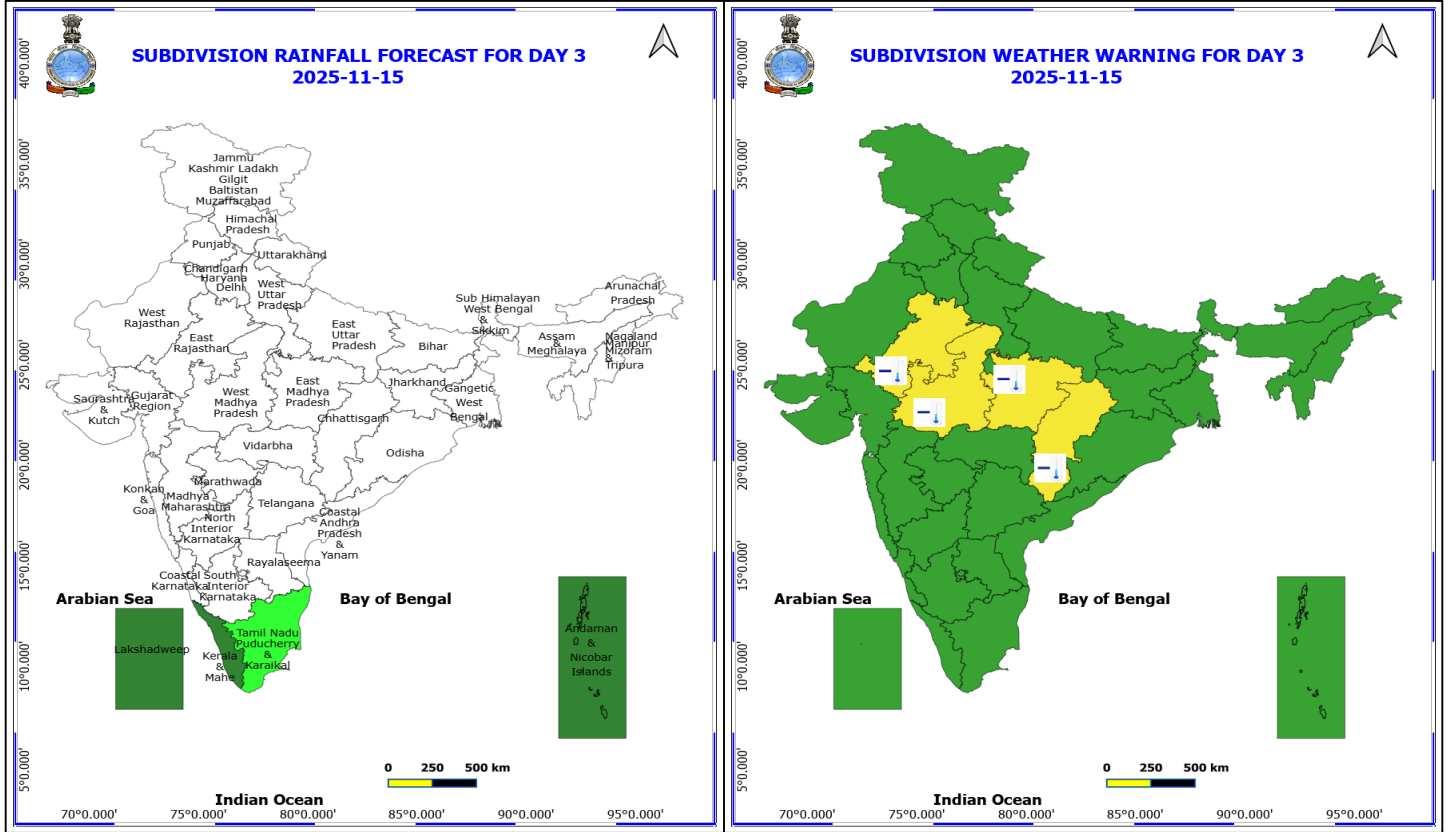 SUBDIVISION RAINFALL FORECAST FOR DAY 3
2025-11-15
40°0.000'
35°0.000'
30°0.000'
25°0.000'
20°0.000'
15°0.000'
10°0.000'
5°0.000'
Jammu
Kashmir Ladakh
Gilgit
Baltistan
Muzaffarabad
Himachal
Pradesh
Punjab
Uttarakhand
Chandigarh
Haryana
Delhi
West
Uttar
Pradesh
Arunachal
Pradesh
Sub Himalayan
West Bengal
&
Sikkim
West
Rajasthan
East
Rajasthan
East
Uttar
Pradesh
Bihar
Assam
&
Meghalaya
Nagaland
Manipur
Mizoram
&
Tripura
Saurashtra
&
Kutch
Gujarat
Region
West
Madhya
Pradesh
East
Madhya
Pradesh
Jharkhand
Gangetic
West
Bengal
Chhattisgarh
Vidarbha
Odisha
Konkan
&
Goa
Marathwada
Madhya
Maharashtra
Telangana
North
Interior
Karnataka
Coastal
Andhra
Pradesh
&
Yanam
Rayalaseema
Coastal
Karnataka
South
Interior
Karnataka
Arabian Sea
Bay of Bengal
Lakshadweep
Kerala
&
Mahe
Tamil Nadu
Puducherry
&
Karaikal
Andaman
&
Nicobar
Islands
0 250 500 km
Indian Ocean
70°0.000' 75°0.000' 80°0.000' 85°0.000' 90°0.000' 95°0.000'
SUBDIVISION WEATHER WARNING FOR DAY 3
2025-11-15
40°0.000'
35°0.000'
30°0.000'
25°0.000'
20°0.000'
15°0.000'
10°0.000'
5°0.000'
Arabian Sea
Bay of Bengal
0 250 500 km
Indian Ocean
70°0.000' 75°0.000' 80°0.000' 85°0.000' 90°0.000' 95°0.000'